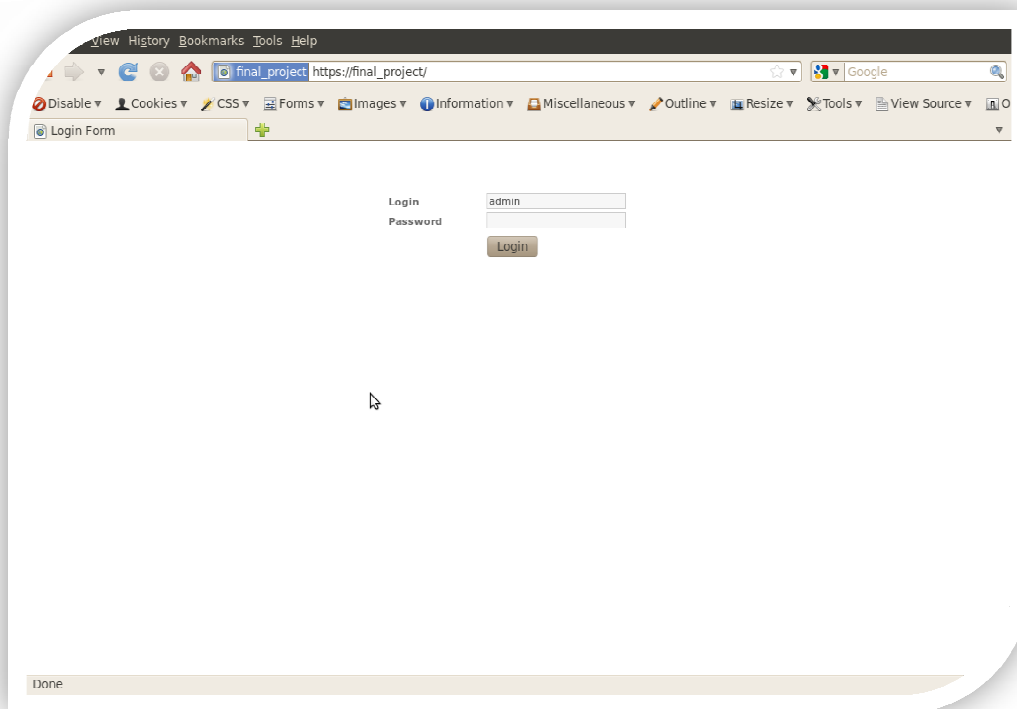 View History Bookmarks Tools Help
final_project https://final_project/ Google
Disable Cookies CSS Forms Images Information Miscellaneous Outline Resize Tools View Source O
Login Form
Login admin
Password
Login
Done